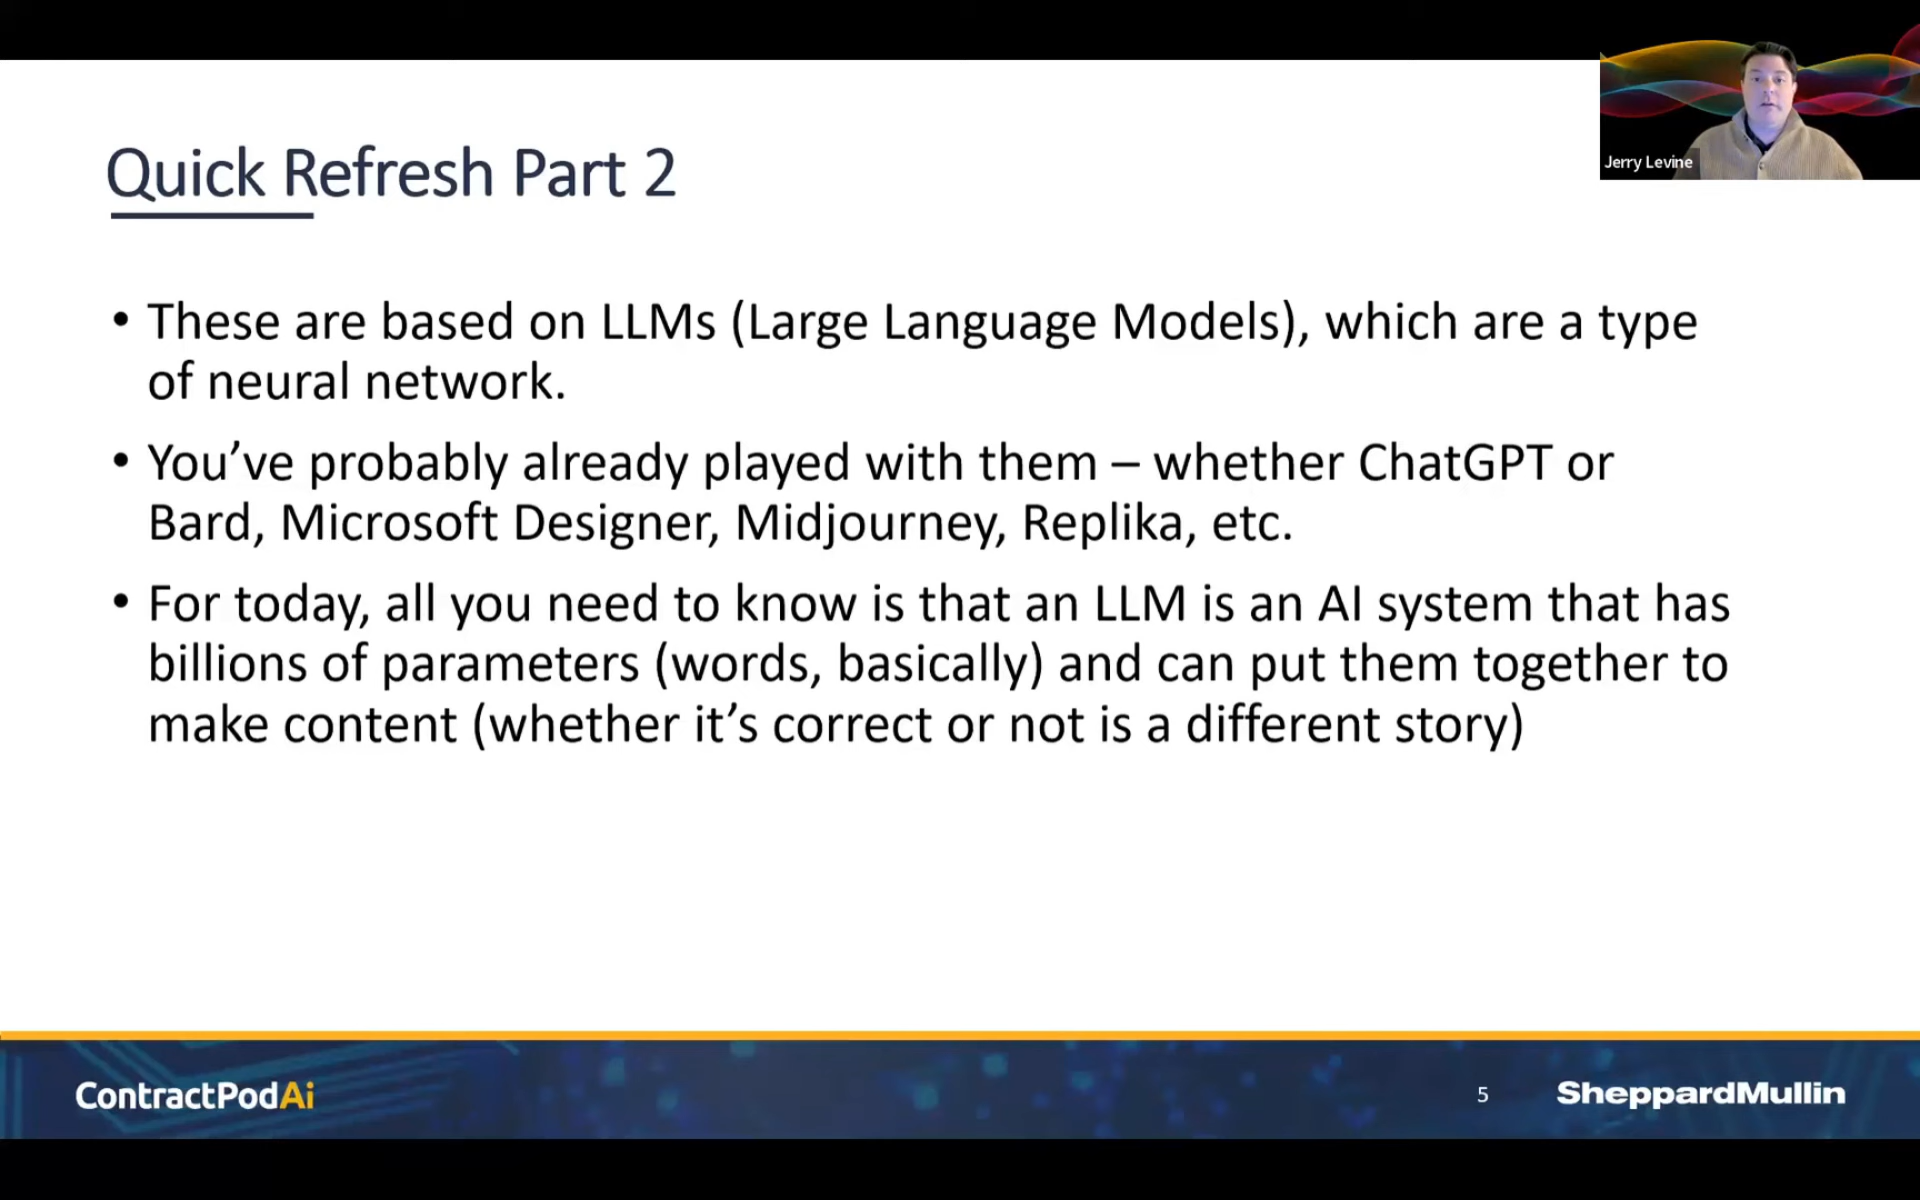 Jerry Levine
Quick Refresh Part 2
• These are based on LLMs (Large Language Models), which are a type
of neural network.
• You’ve probably already played with them – whether ChatGPT or
Bard, Microsoft Designer, Midjourney, Replika, etc.
• For today, all you need to know is that an LLM is an AI system that has
billions of parameters (words, basically) and can put them together to
make content (whether it’s correct or not is a different story)
ContractPodAi
5
SheppardMullin